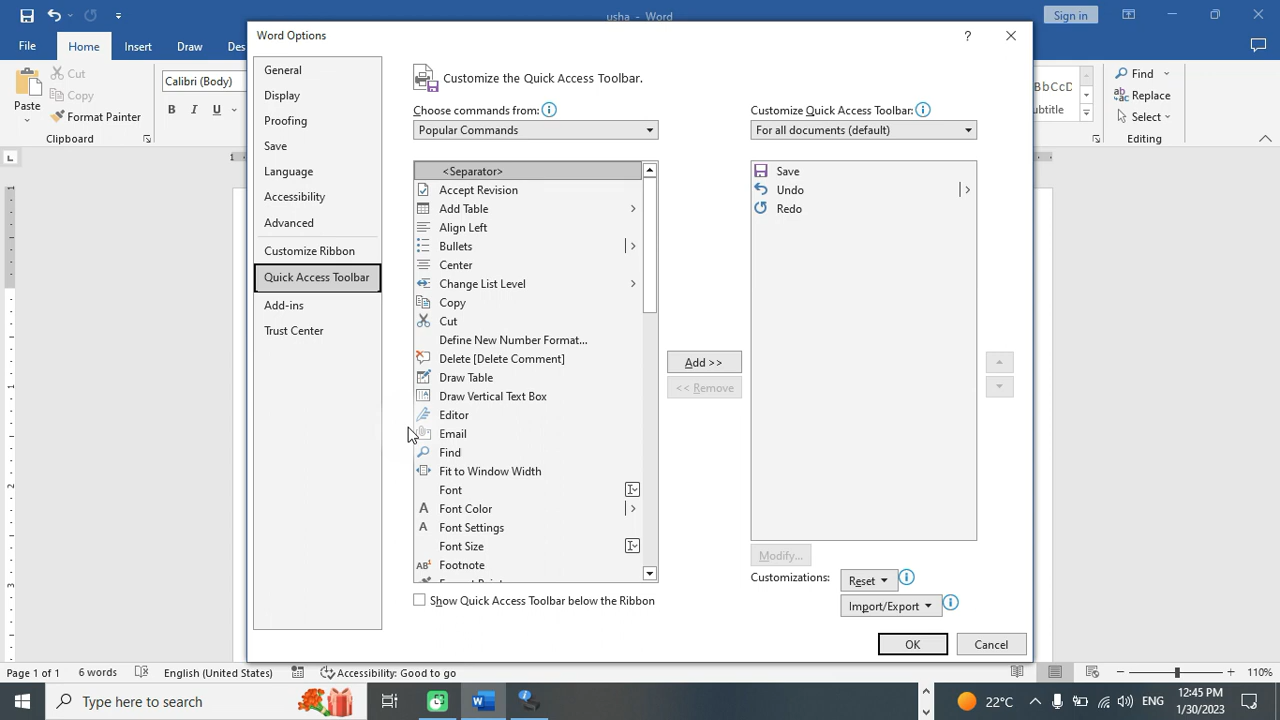 usha - Word
Sign in
File Home Insert Draw Des
Cut
Copy
Format Painter
Paste
Clipboard
Calibri (Body)
B I U
BbCcD
ubtitle
Find
Replace
Select
Editing
Word Options
?
General
Display
Proofing
Save
Language
Accessibility
Advanced
Customize Ribbon
Quick Access Toolbar
Add-ins
Trust Center
Customize the Quick Access Toolbar.
Choose commands from:
Popular Commands
<Separator>
Accept Revision
Add Table
Align Left
Bullets
Center
Change List Level
Copy
Cut
Define New Number Format...
Delete [Delete Comment]
Draw Table
Draw Vertical Text Box
Editor
Email
Find
Fit to Window Width
Font
Font Color
Font Settings
Font Size
Footnote
Show Quick Access Toolbar below the Ribbon
Add >>
<< Remove
Customize Quick Access Toolbar:
For all documents (default)
Save
Undo
Redo
Modify...
Customizations: Reset
Import/Export
OK Cancel
Page 1 of 1 6 words English (United States) Accessibility: Good to go 110%
Type here to search
22°C ENG
12:45 PM
1/30/2023